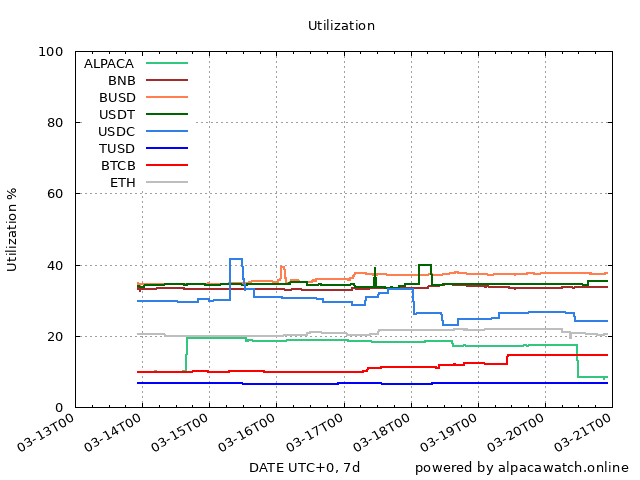 Utilization
100
80
60
40
20
0
Utilization %
ALPACA
BNB
BUSD
USDT
USDC
TUSD
BTCB
ETH
03-13T00
03-14T00
03-15T00
03-16T00
03-17T00
03-18T00
03-19T00
03-20T00
03-21T00
DATE UTC+0, 7d
powered by alpacawatch.online